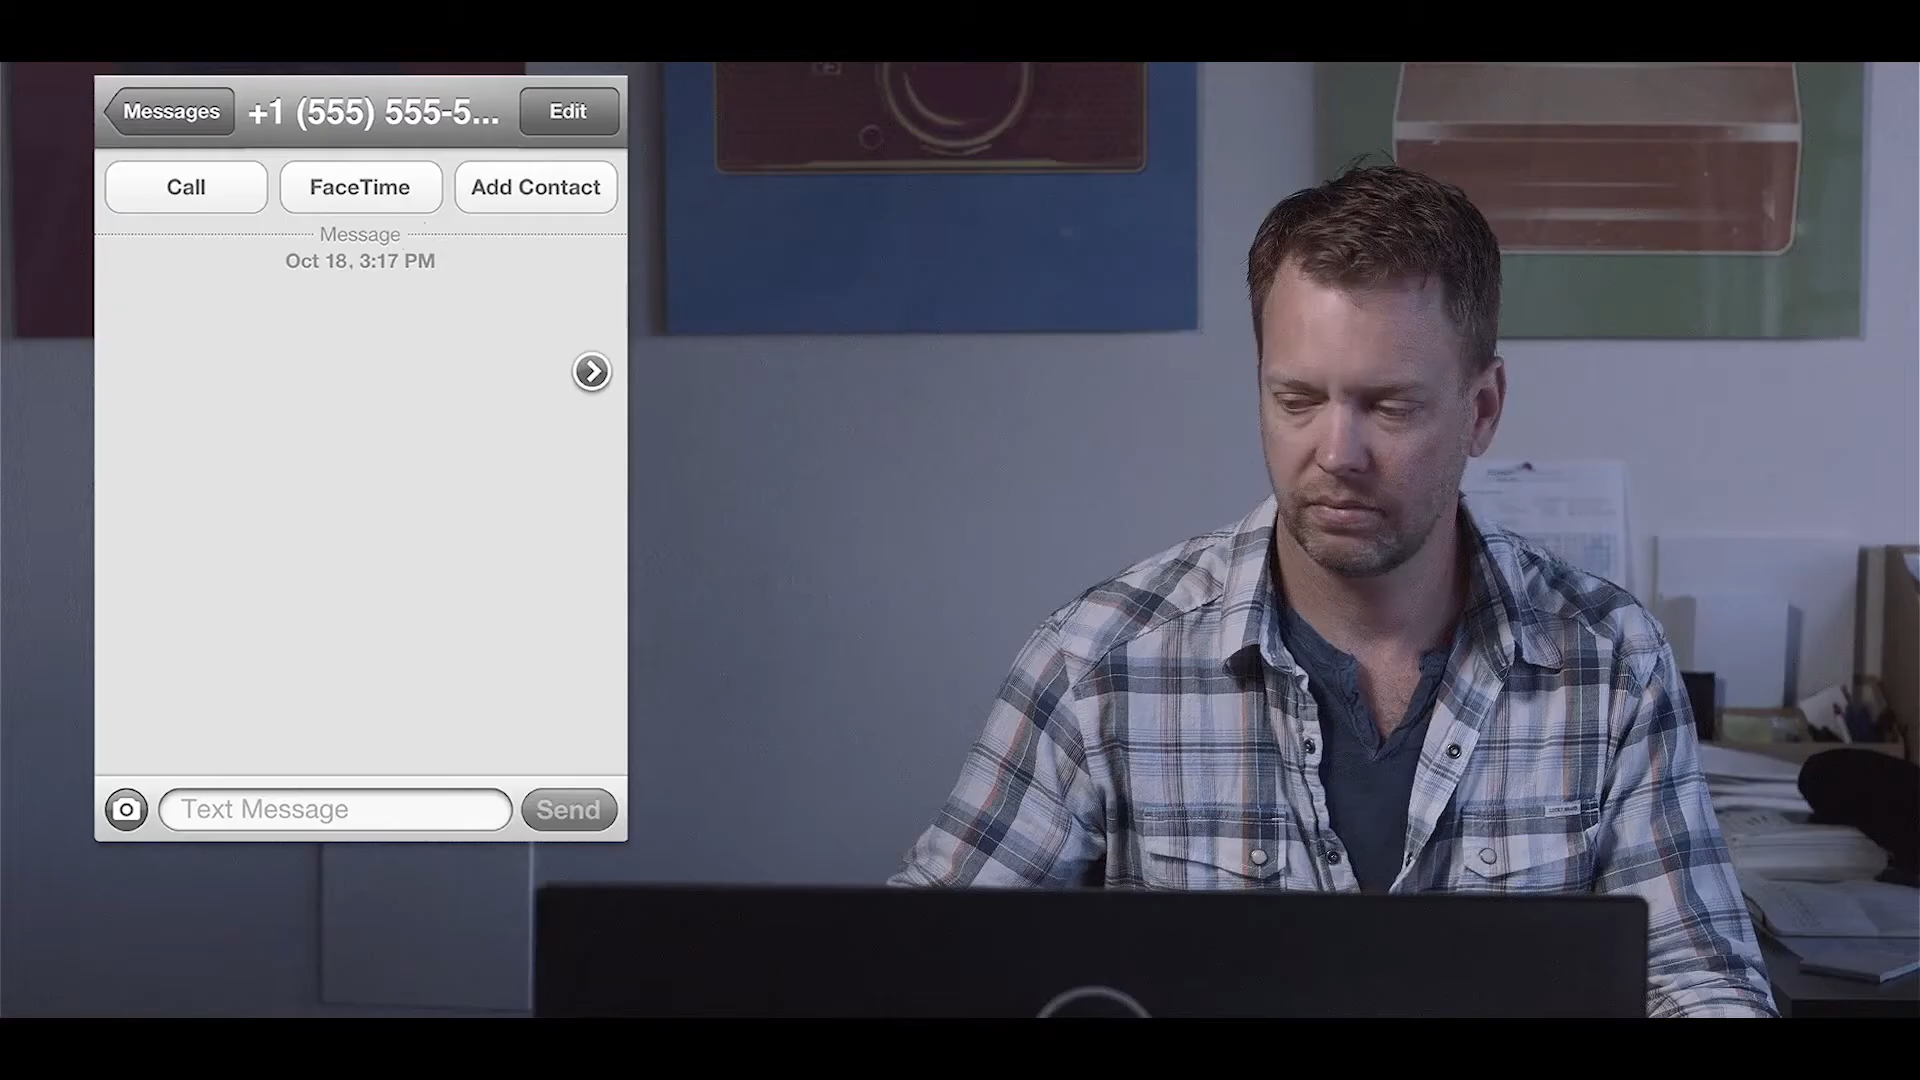 Messages +1 (555) 555-5... Edit
Call FaceTime Add Contact
Message
Oct 18, 3:17 PM
Text Message Send